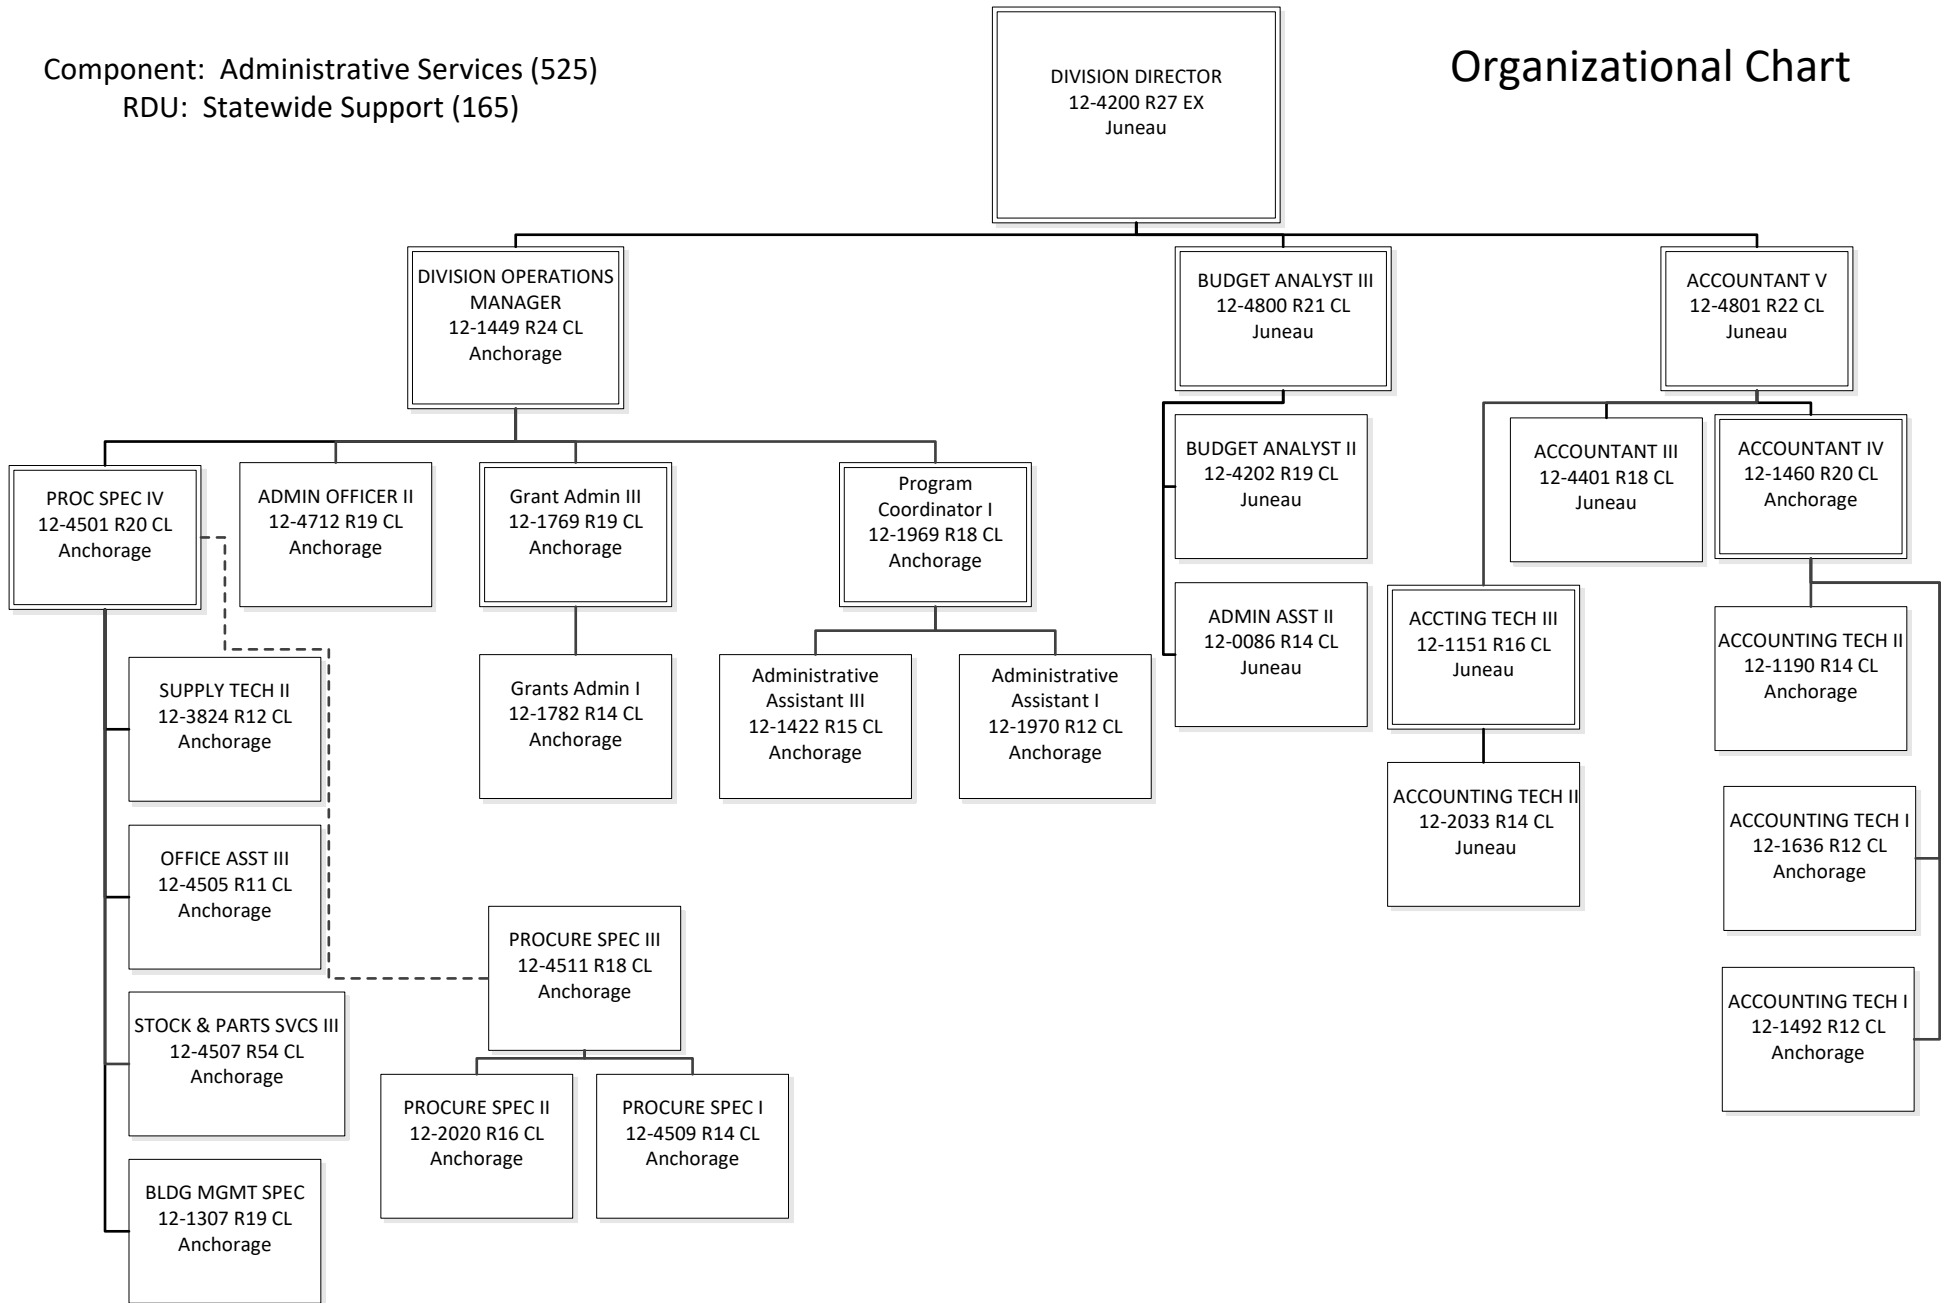 Component: Administrative Services (525)
RDU: Statewide Support (165)
Organizational Chart
DIVISION DIRECTOR
12-4200 R27 EX
Juneau
DIVISION OPERATIONS
MANAGER
12-1449 R24 CL
Anchorage
BUDGET ANALYST III
12-4800 R21 CL
Juneau
ACCOUNTANT V
12-4801 R22 CL
Juneau
PROC SPEC IV
12-4501 R20 CL
Anchorage
ADMIN OFFICER II
12-4712 R19 CL
Anchorage
Grant Admin III
12-1769 R19 CL
Anchorage
Program
Coordinator I
12-1969 R18 CL
Anchorage
BUDGET ANALYST II
12-4202 R19 CL
Juneau
ACCOUNTANT III
12-4401 R18 CL
Juneau
ACCOUNTANT IV
12-1460 R20 CL
Anchorage
ADMIN ASST II
12-0086 R14 CL
Juneau
ACCTING TECH III
12-1151 R16 CL
Juneau
ACCOUNTING TECH II
12-1190 R14 CL
Anchorage
SUPPLY TECH II
12-3824 R12 CL
Anchorage
Grants Admin I
12-1782 R14 CL
Anchorage
Administrative
Assistant III
12-1422 R15 CL
Anchorage
Administrative
Assistant I
12-1970 R12 CL
Anchorage
ACCOUNTING TECH II
12-2033 R14 CL
Juneau
ACCOUNTING TECH I
12-1636 R12 CL
Anchorage
OFFICE ASST III
12-4505 R11 CL
Anchorage
PROCURE SPEC III
12-4511 R18 CL
Anchorage
ACCOUNTING TECH I
12-1492 R12 CL
Anchorage
STOCK & PARTS SVCS III
12-4507 R54 CL
Anchorage
PROCURE SPEC II
12-2020 R16 CL
Anchorage
PROCURE SPEC I
12-4509 R14 CL
Anchorage
BLDG MGMT SPEC
12-1307 R19 CL
Anchorage